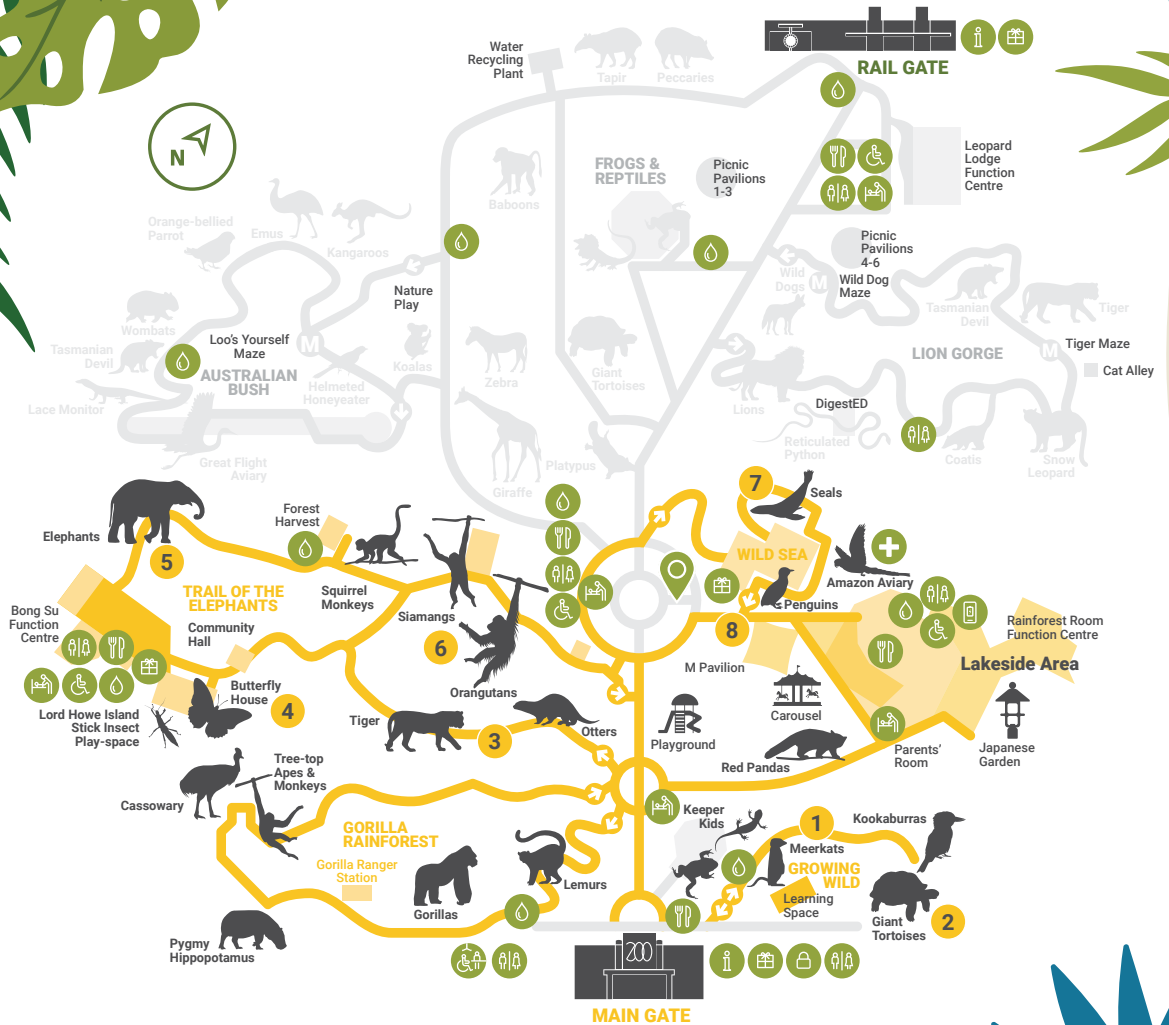 Water
Recycling
Plant
Tapir
Peccaries
RAIL GATE
N
FROGS &
REPTILES
Picnic
Pavilions
1-3
Leopard
Lodge
Function
Centre
Baboons
Orange-bellied
Parrot
Emus
Kangaroos
Picnic
Pavilions
4-6
Wild
Dogs
M
Wild Dog
Maze
Nature
Play
Tasmanian
Devil
Tiger
Wombats
Loo's Yourself
Maze
M
Tasmanian
Devil
AUSTRALIAN
BUSH
Helmeted
Honeyeater
Koalas
Zebra
Giant
Tortoises
LION GORGE
M
Tiger Maze
Cat Alley
Lace Monitor
Lions
DigestED
Reticulated
Python
Coatis
Snow
Leopard
Great Flight
Aviary
Platypus
Giraffe
7
Seals
Elephants
5
Forest
Harvest
WILD SEA
Amazon Aviary
TRAIL OF THE
ELEPHANTS
Squirrel
Monkeys
Siamangs
Penguins
Bong Su
Function
Centre
Community
Hall
6
8
Rainforest Room
Function Centre
Orangutans
M Pavilion
Lakeside Area
Butterfly
House
4
Lord Howe Island
Stick Insect
Play-space
Tiger
3
Otters
Carousel
Playground
Red Pandas
Parents'
Room
Japanese
Garden
Tree-top
Apes &
Monkeys
Cassowary
GORILLA
RAINFOREST
Gorilla Ranger
Station
Keeper
Kids
1
Kookaburras
Meerkats
GROWING
WILD
Lemurs
Learning
Space
Gorillas
Giant
Tortoises
2
Pygmy
Hippopotamus
ZOO
MAIN GATE